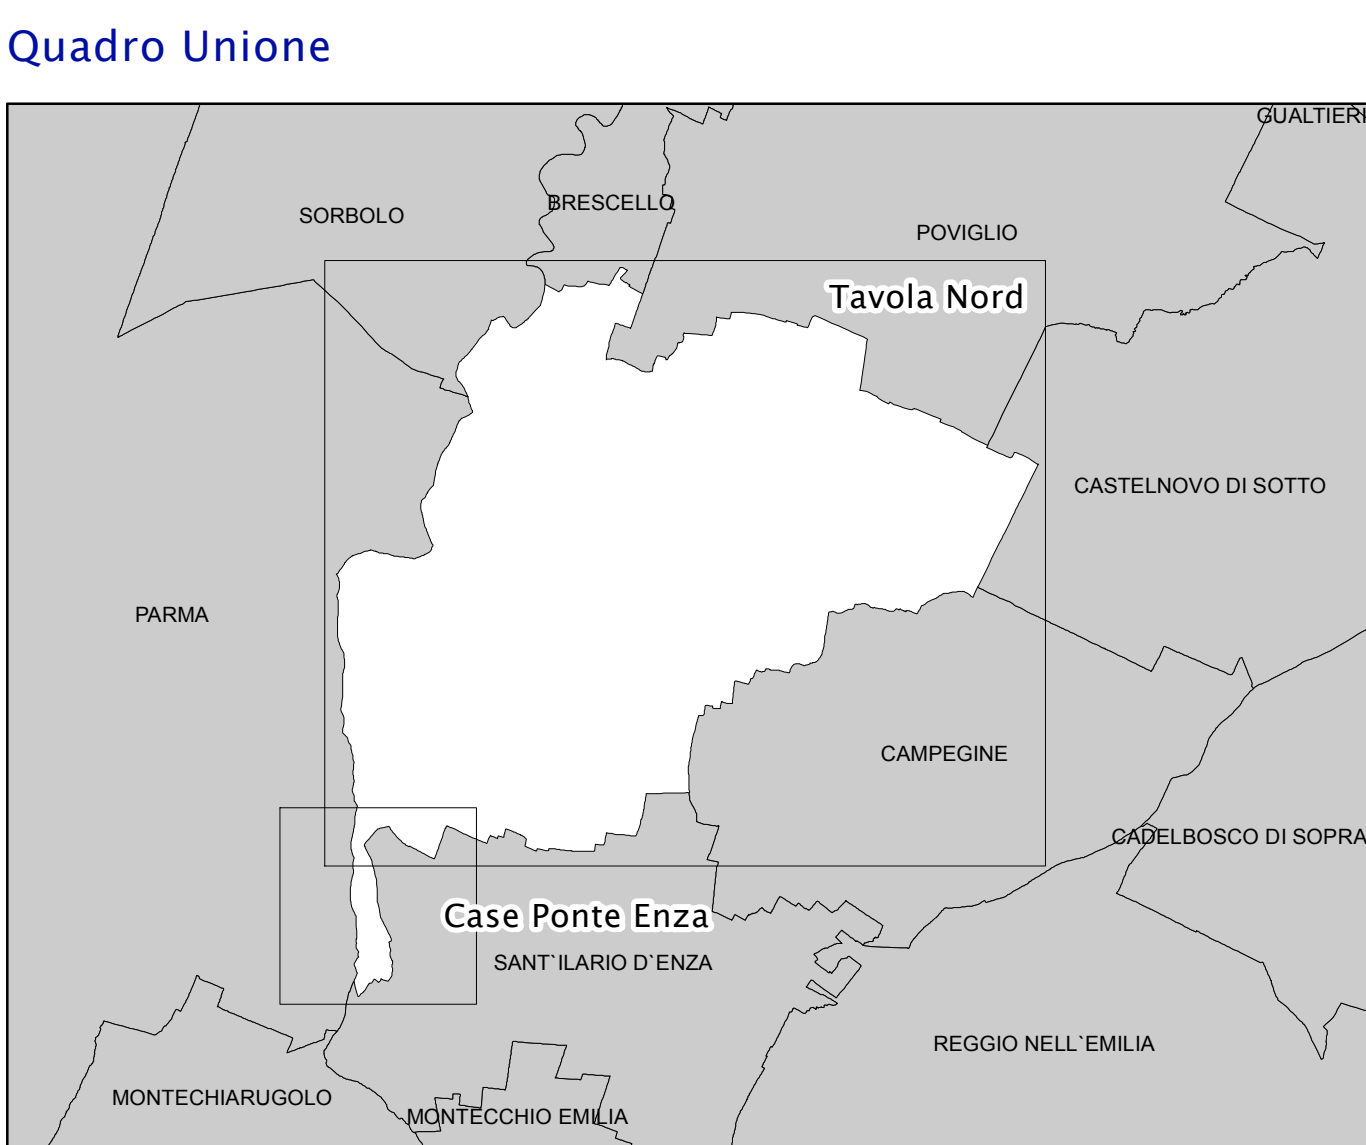 Quadro Unione
GUALTIERI
BRESCELLO
SORBOLO
POVIGLIO
Tavola Nord
CASTELNOVO DI SOTTO
PARMA
CAMPEGINE
CADELBOSCO DI SOPRA
Case Ponte Enza
SANT`ILARIO D`ENZA
REGGIO NELL`EMILIA
MONTECHIARUGOLO
MONTECCHIO EMILIA